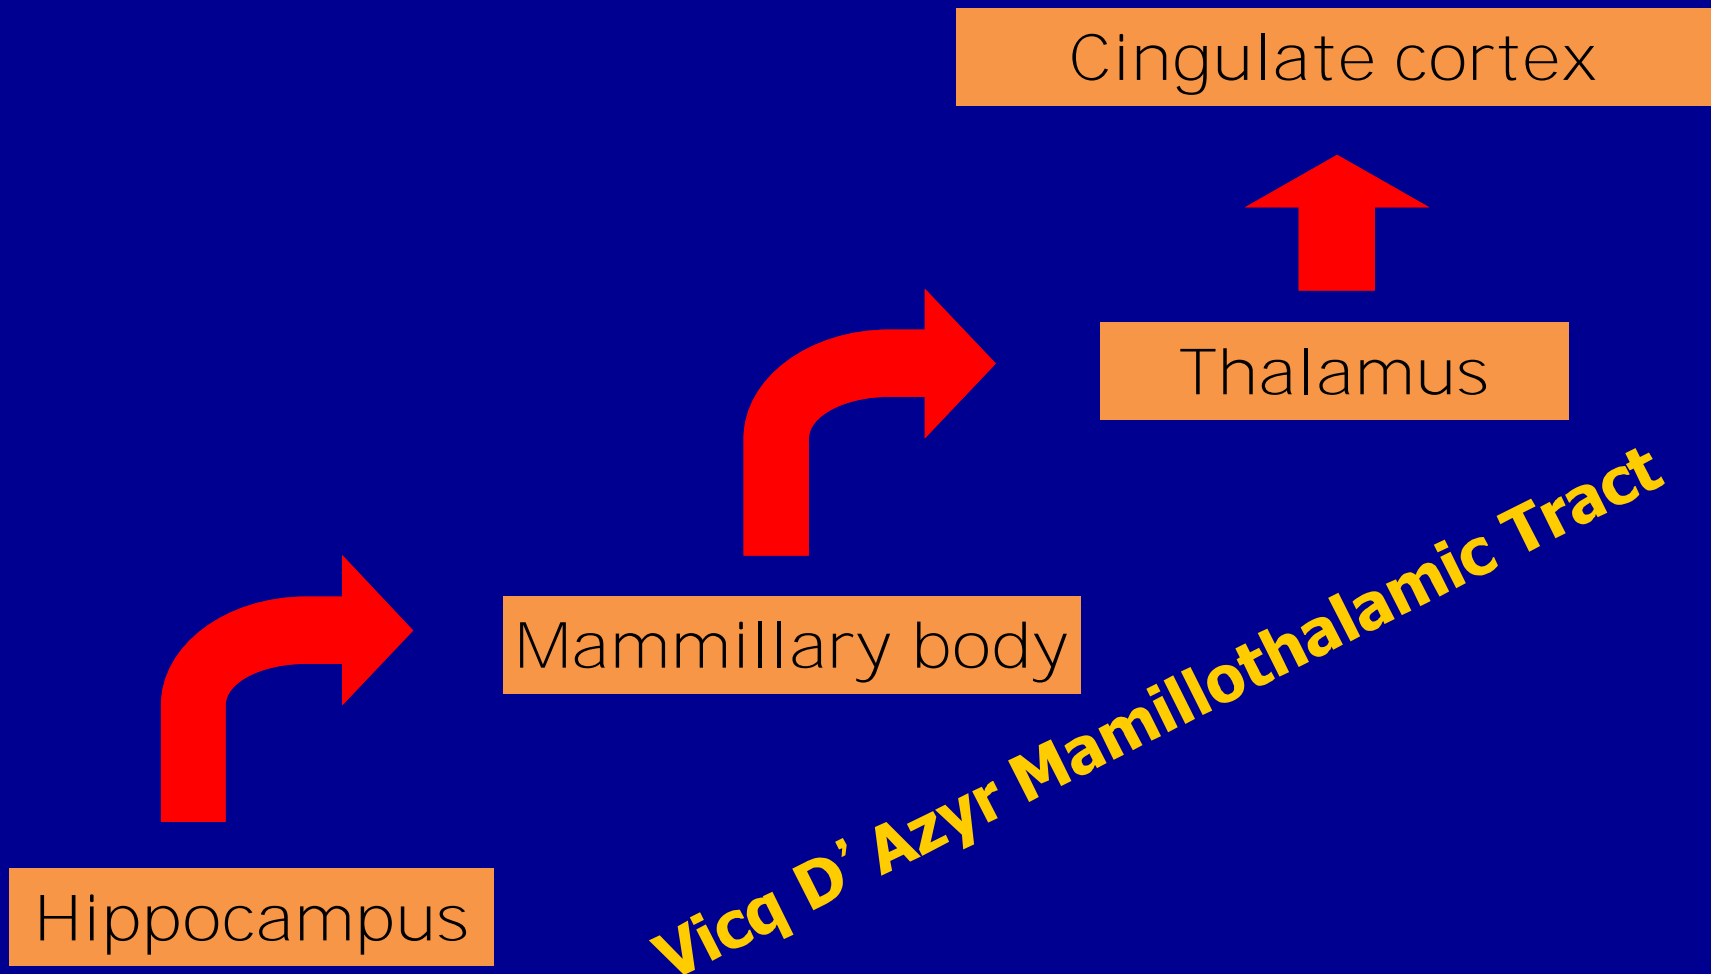 Cingulate cortex
Thalamus
Mammillary body
Hippocampus
Vicq D’ Azyr Mamillothalamic Tract